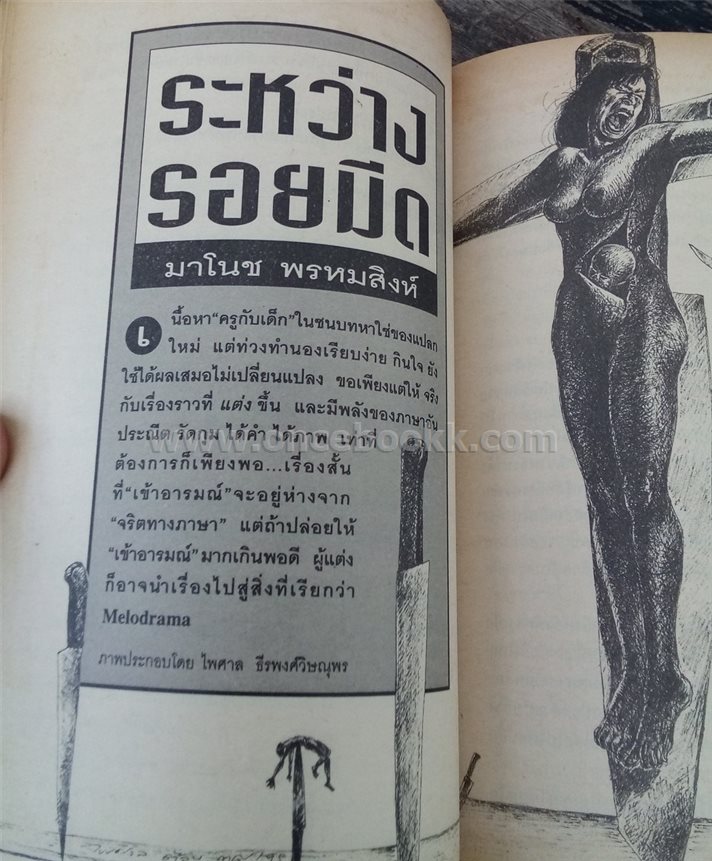 ระหว่าง
รอยมีด
มาโนช พรหมสิงห์
เนื้อหา“ครูกับเด็ก”ในชนบทหาใช่ของแปลก
ใหม่ แต่ท่วงทำนองเรียบง่าย กินใจ ยัง
ใช้ได้ผลเสมอไม่เปลี่ยนแปลง ขอเพียงแต่ให้ จริง
กับเรื่องราวที่ แต่ง ขึ้น และมีพลังของภาษาอัน
ประณีต รัดกุม ได้คำ ได้ภาพ เท่าที่
ต้องการก็เพียงพอ...เรื่องสั้น
ที่“เข้าอารมณ์”จะอยู่ห่างจาก
“จริตทางภาษา” แต่ถ้าปล่อยให้
“เข้าอารมณ์”มากเกินพอดี ผู้แต่ง
ก็อาจนำเรื่องไปสู่สิ่งที่เรียกว่า
Melodrama
ภาพประกอบโดย ไพศาล ธีรพงศ์วิษณุพร
www.oncebookk.com